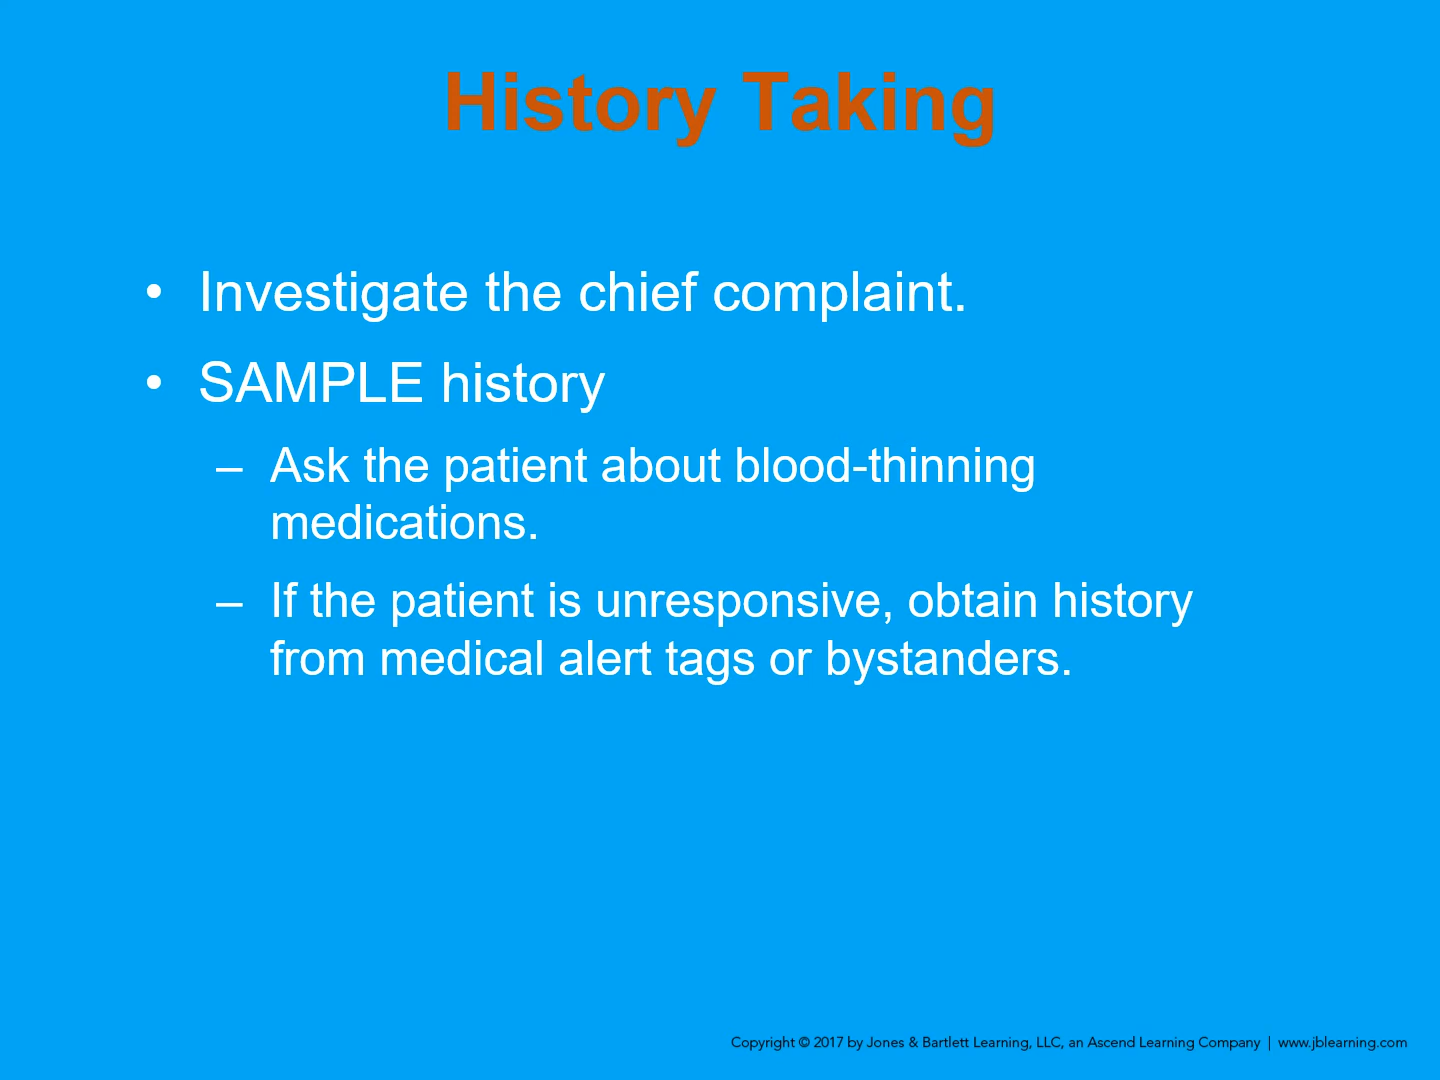 History Taking
• Investigate the chief complaint.
• SAMPLE history
– Ask the patient about blood-thinning
medications.
– If the patient is unresponsive, obtain history
from medical alert tags or bystanders.
Copyright © 2017 by Jones & Bartlett Learning, LLC, an Ascend Learning Company | www.jblearning.com